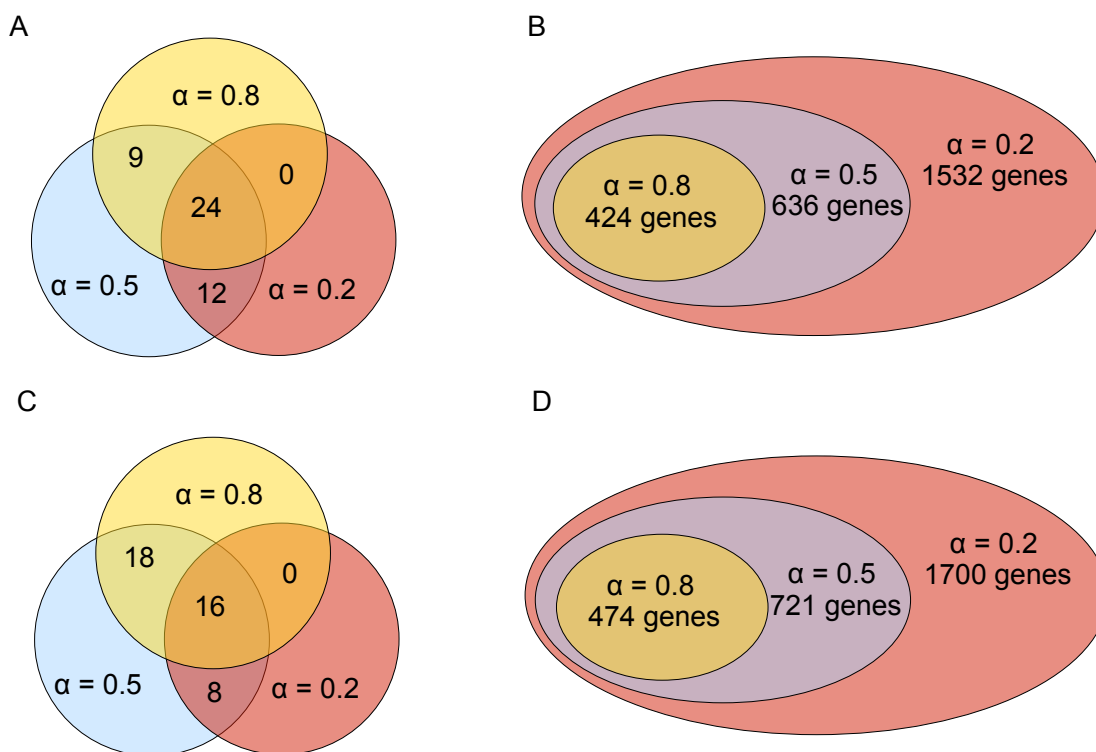 A
α = 0.8
9
0
24
α = 0.5
12
α = 0.2
B
α = 0.8
424 genes
α = 0.5
636 genes
α = 0.2
1532 genes
C
α = 0.8
18
0
16
α = 0.5
8
α = 0.2
D
α = 0.8
474 genes
α = 0.5
721 genes
α = 0.2
1700 genes